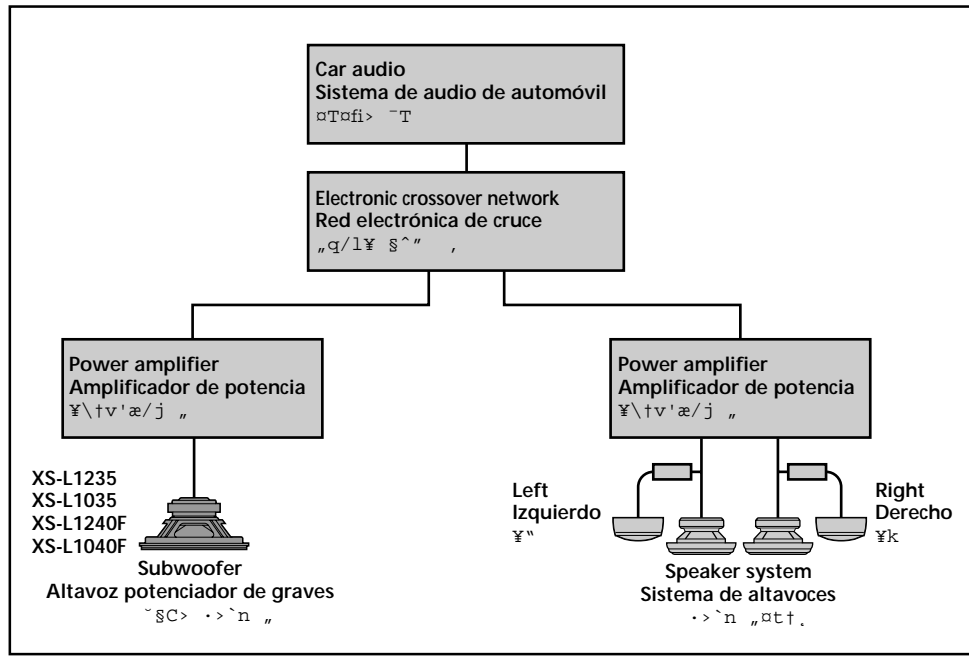 Car audio
Sistema de audio de automóvil
¤T¤fi> ¯T
Electronic crossover network
Red electrónica de cruce
„q/l¥ §ˆ" ‚
Power amplifier
Amplificador de potencia
¥\†v'æ/j „
Power amplifier
Amplificador de potencia
¥\†v'æ/j „
XS-L1235
XS-L1035
XS-L1240F
XS-L1040F
Subwoofer
Altavoz potenciador de graves
˘§C> ·>`n „
Left
Izquierdo
¥“
Right
Derecho
¥k
Speaker system
Sistema de altavoces
·>`n „¤t†˛